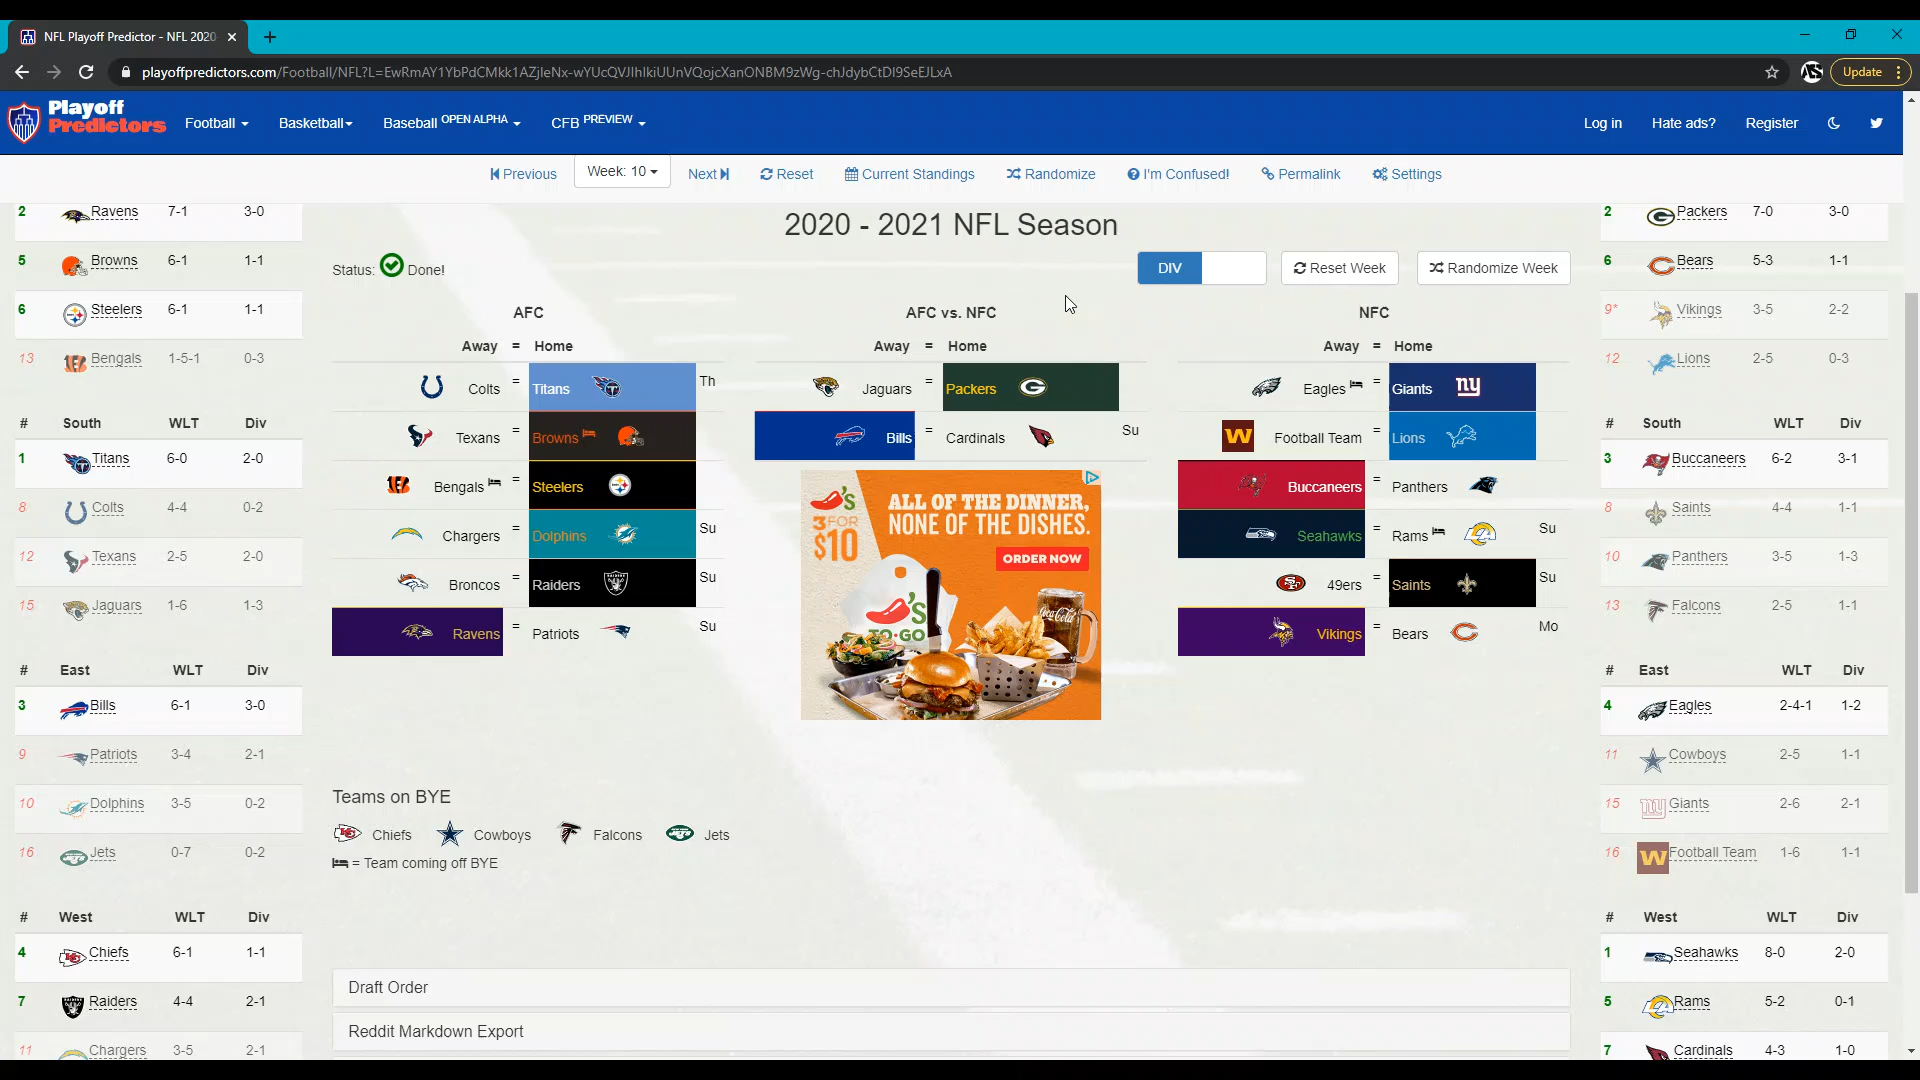 NFL Playoff Predictor - NFL 2020
playoffpredictors.com/Football/NFL?L=EwRmAY1YbPdCMkk1AZjIeNx-wYUcQVJIhIkiUUnVQojcXanONBM9zWg-chJdybCtDI9SeEJLxA
Update
Playoff Predictors
Football Basketball Baseball OPEN ALPHA CFB PREVIEW Log in Hate ads? Register
Previous Week: 10 Next Reset Current Standings Randomize I'm Confused! Permalink Settings
2 Ravens 7-1 3-0
5 Browns 6-1 1-1
6 Steelers 6-1 1-1
13 Bengals 1-5-1 0-3
# South WLT Div
1 Titans 6-0 2-0
8 Colts 4-4 0-2
12 Texans 2-5 2-0
15 Jaguars 1-6 1-3
# East WLT Div
3 Bills 6-1 3-0
9 Patriots 3-4 2-1
10 Dolphins 3-5 0-2
16 Jets 0-7 0-2
# West WLT Div
4 Chiefs 6-1 1-1
7 Raiders 4-4 2-1
11 Chargers 3-5 2-1
2020 - 2021 NFL Season
Status: Done!
DIV Reset Week Randomize Week
AFC
Away = Home
Colts = Titans Th
Texans = Browns
Bengals = Steelers
Chargers = Dolphins Su
Broncos = Raiders Su
Ravens = Patriots Su
AFC vs. NFC
Away = Home
Jaguars = Packers
Bills = Cardinals Su
CHILI'S
3 FOR
$10
ALL OF THE DINNER,
NONE OF THE DISHES.
ORDER NOW
TO-GO
Coca-Cola
NFC
Away = Home
Eagles = Giants
Football Team = Lions
Buccaneers = Panthers
Seahawks = Rams Su
49ers = Saints Su
Vikings = Bears Mo
Teams on BYE
Chiefs Cowboys Falcons Jets
= Team coming off BYE
Draft Order
Reddit Markdown Export
2 Packers 7-0 3-0
6 Bears 5-3 1-1
9* Vikings 3-5 2-2
12 Lions 2-5 0-3
# South WLT Div
3 Buccaneers 6-2 3-1
8 Saints 4-4 1-1
10 Panthers 3-5 1-3
13 Falcons 2-5 1-1
# East WLT Div
4 Eagles 2-4-1 1-2
11 Cowboys 2-5 1-1
15 Giants 2-6 2-1
16 Football Team 1-6 1-1
# West WLT Div
1 Seahawks 8-0 2-0
5 Rams 5-2 0-1
7 Cardinals 4-3 1-0